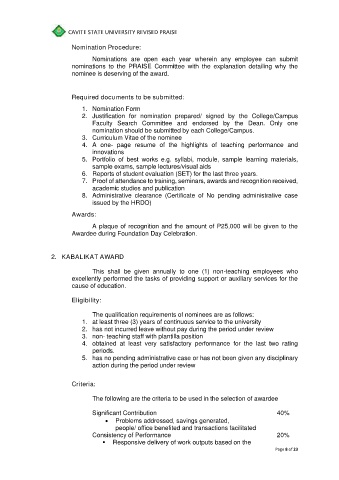 CAVITE STATE UNIVERSITY REVISED PRAISE
Nomination Procedure:
Nominations are open each year wherein any employee can submit
nominations to the PRAISE Committee with the explanation detailing why the
nominee is deserving of the award.
Required documents to be submitted:
1. Nomination Form
2. Justification for nomination prepared/ signed by the College/Campus
Faculty Search Committee and endorsed by the Dean. Only one
nomination should be submitted by each College/Campus.
3. Curriculum Vitae of the nominee
4. A one- page resume of the highlights of teaching performance and
innovations
5. Portfolio of best works e.g. syllabi, module, sample learning materials,
sample exams, sample lectures/visual aids
6. Reports of student evaluation (SET) for the last three years.
7. Proof of attendance to training, seminars, awards and recognition received,
academic studies and publication
8. Administrative clearance (Certificate of No pending administrative case
issued by the HRDO)
Awards:
A plaque of recognition and the amount of P25,000 will be given to the
Awardee during Foundation Day Celebration.
2. KABALIKAT AWARD
This shall be given annually to one (1) non-teaching employees who
excellently performed the tasks of providing support or auxiliary services for the
cause of education.
Eligibility:
The qualification requirements of nominees are as follows:
1. at least three (3) years of continuous service to the university
2. has not incurred leave without pay during the period under review
3. non- teaching staff with plantilla position
4. obtained at least very satisfactory performance for the last two rating
periods.
5. has no pending administrative case or has not been given any disciplinary
action during the period under review
Criteria:
The following are the criteria to be used in the selection of awardee
Significant Contribution 40%
• Problems addressed, savings generated,
people/ office benefited and transactions facilitated
Consistency of Performance 20%
• Responsive delivery of work outputs based on the
Page 8 of 23